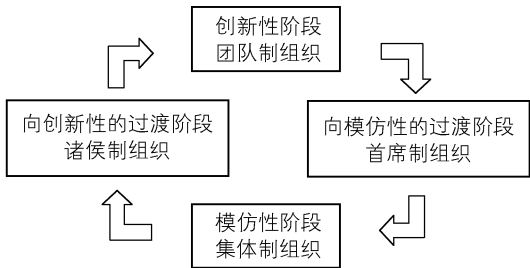 创新性阶段
团队制组织
向创新性的过渡阶段
诸侯制组织
向模仿性的过渡阶段
首席制组织
模仿性阶段
集体制组织